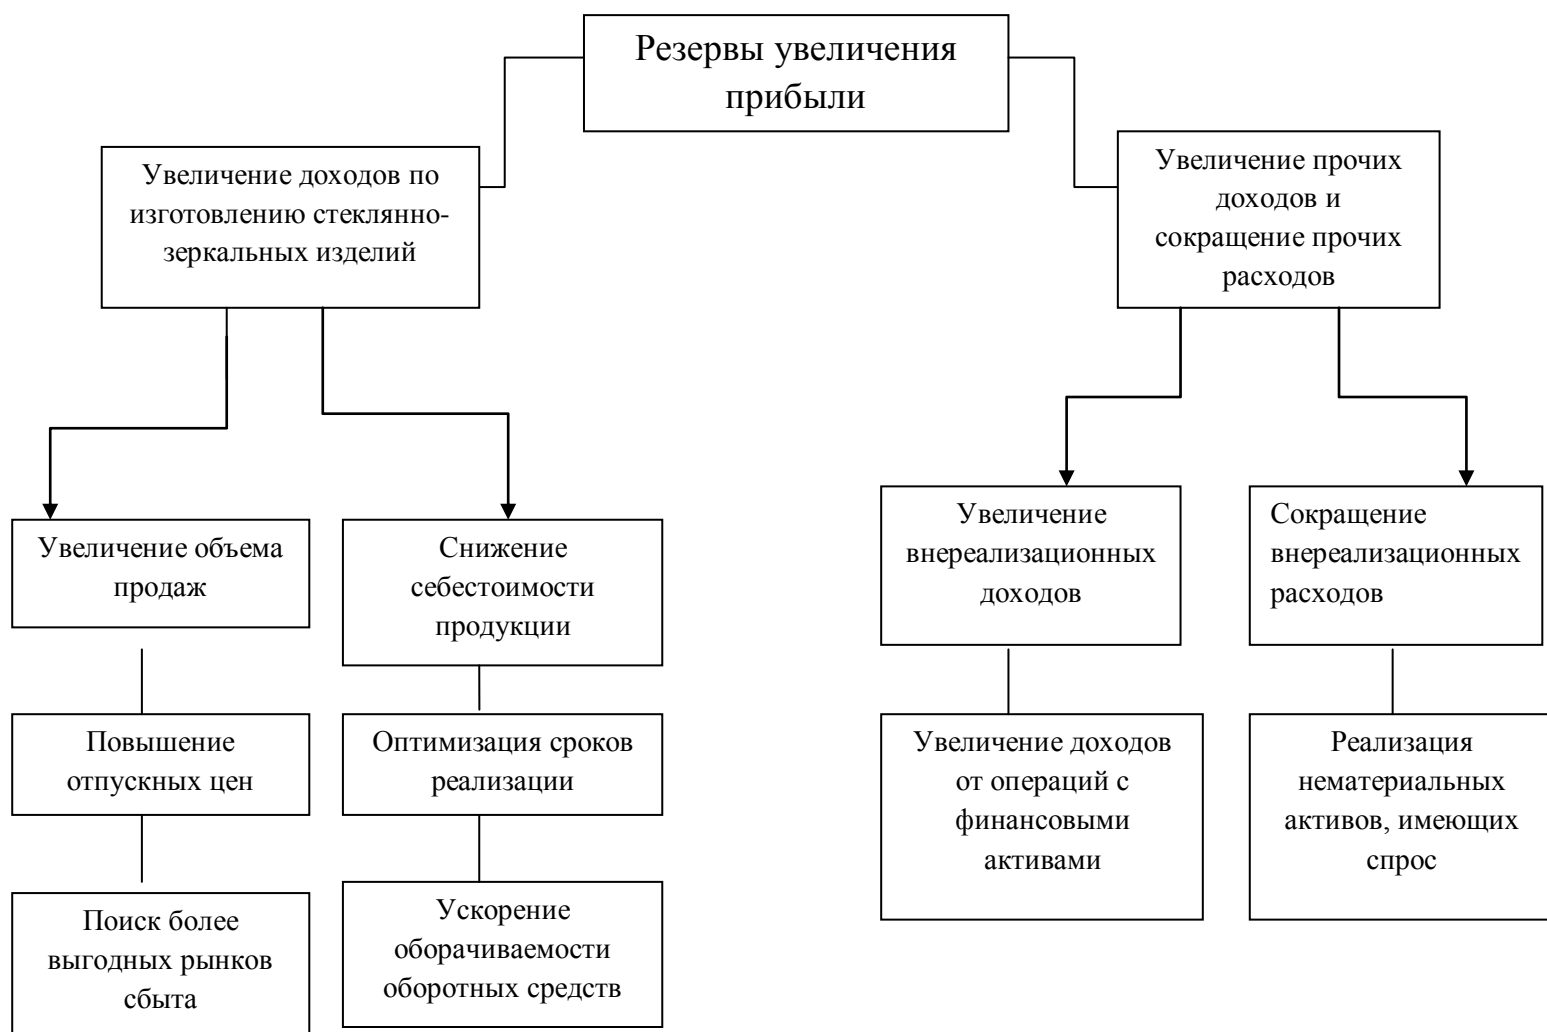 Резервы увеличения
прибыли
Увеличение доходов по
изготовлению стеклянно-
зеркальных изделий
Увеличение прочих
доходов и
сокращение прочих
расходов
Увеличение объема
продаж
Снижение
себестоимости
продукции
Увеличение
внереализационных
доходов
Сокращение
внереализационных
расходов
Повышение
отпускных цен
Оптимизация сроков
реализации
Увеличение доходов
от операций с
финансовыми
активами
Реализация
нематериальных
активов, имеющих
спрос
Поиск более
выгодных рынков
сбыта
Ускорение
оборачиваемости
оборотных средств